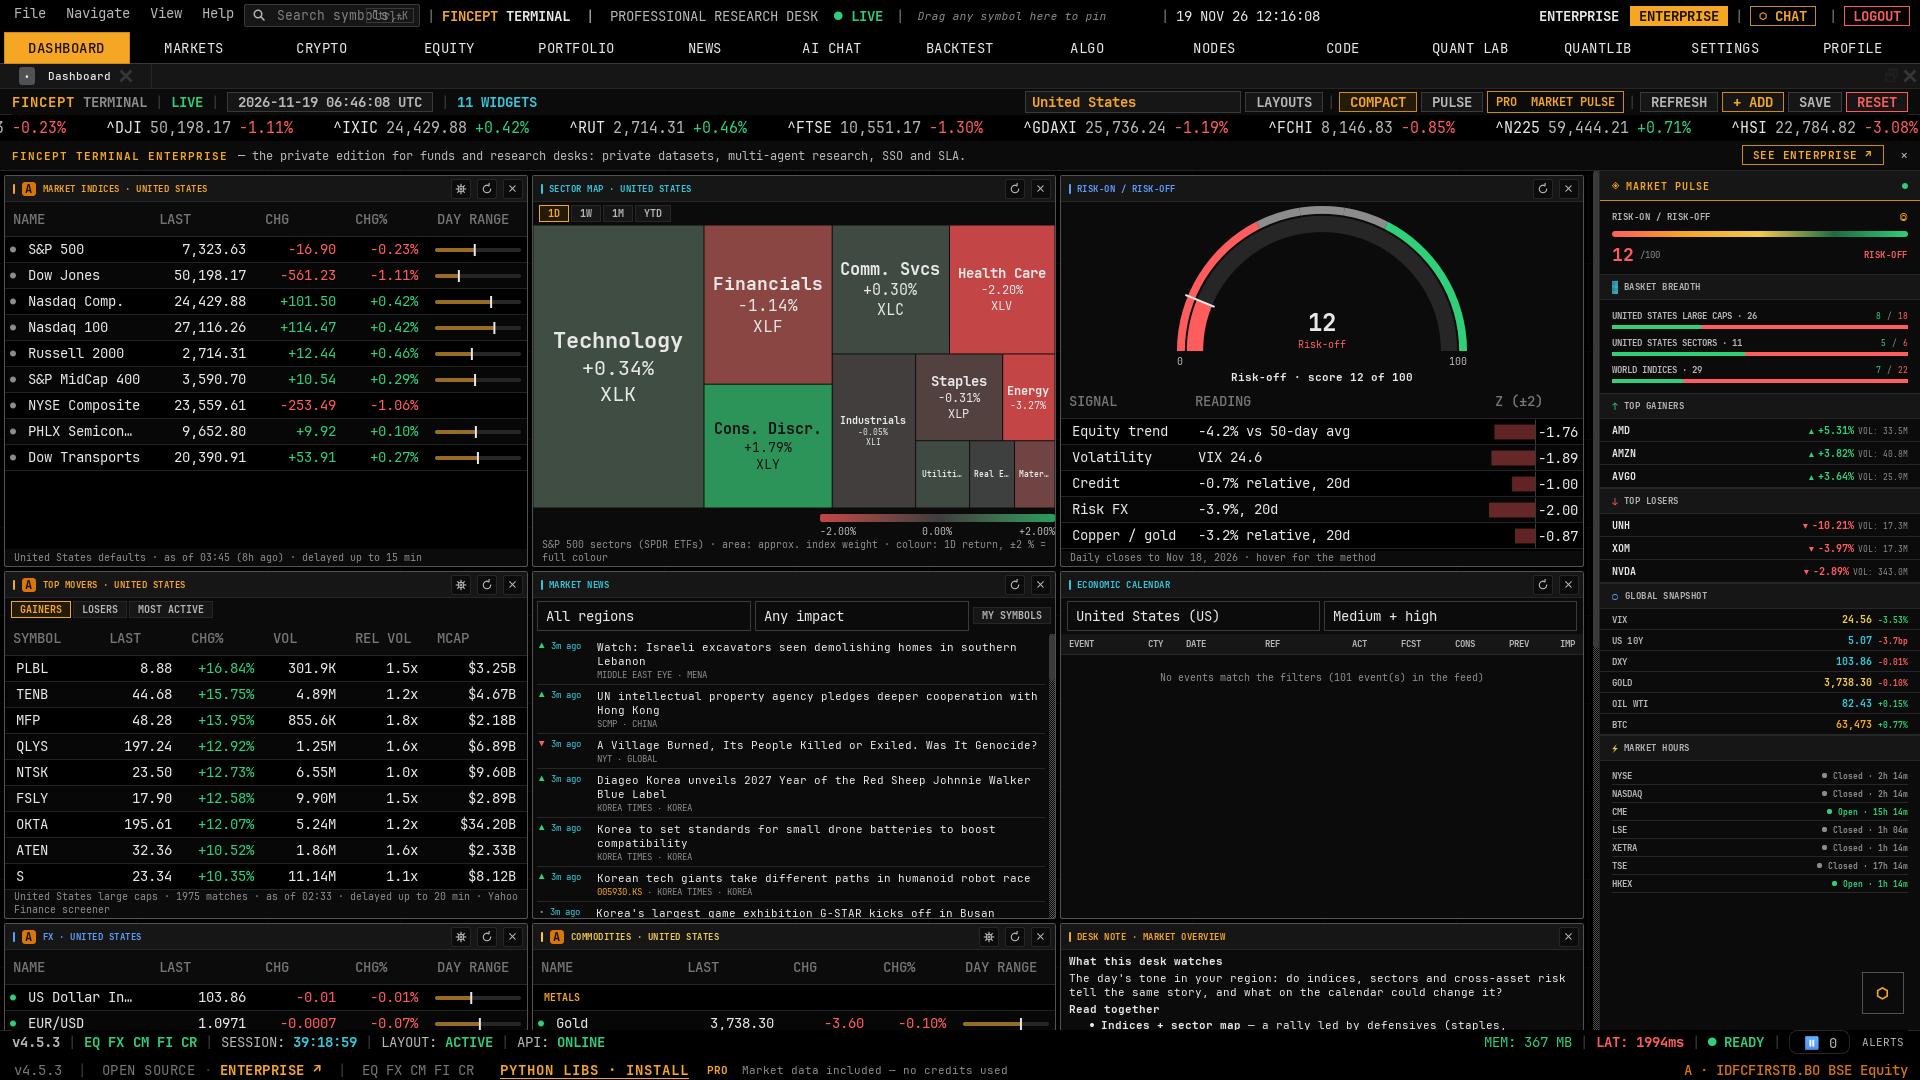 File Navigate View Help Search symbols… Ctrl+K | FINCEPT TERMINAL | PROFESSIONAL RESEARCH DESK ● LIVE | Drag any symbol here to pin | 19 NOV 26 12:16:08 ENTERPRISE ENTERPRISE | CHAT | LOGOUT
DASHBOARD MARKETS CRYPTO EQUITY PORTFOLIO NEWS AI CHAT BACKTEST ALGO NODES CODE QUANT LAB QUANTLIB SETTINGS PROFILE
Dashboard
FINCEPT TERMINAL | LIVE | 2026-11-19 06:46:08 UTC | 11 WIDGETS United States LAYOUTS | COMPACT PULSE PRO MARKET PULSE | REFRESH + ADD SAVE RESET
3 -0.23% ^DJI 50,198.17 -1.11% ^IXIC 24,429.88 +0.42% ^RUT 2,714.31 +0.46% ^FTSE 10,551.17 -1.30% ^GDAXI 25,736.24 -1.19% ^FCHI 8,146.83 -0.85% ^N225 59,444.21 +0.71% ^HSI 22,784.82 -3.08%
FINCEPT TERMINAL ENTERPRISE — the private edition for funds and research desks: private datasets, multi-agent research, SSO and SLA. SEE ENTERPRISE ↗ ×
A MARKET INDICES · UNITED STATES
NAME LAST CHG CHG% DAY RANGE
S&P 500 7,323.63 -16.90 -0.23%
Dow Jones 50,198.17 -561.23 -1.11%
Nasdaq Comp. 24,429.88 +101.50 +0.42%
Nasdaq 100 27,116.26 +114.47 +0.42%
Russell 2000 2,714.31 +12.44 +0.46%
S&P MidCap 400 3,590.70 +10.54 +0.29%
NYSE Composite 23,559.61 -253.49 -1.06%
PHLX Semicon… 9,652.80 +9.92 +0.10%
Dow Transports 20,390.91 +53.91 +0.27%
United States defaults · as of 03:45 (8h ago) · delayed up to 15 min
SECTOR MAP · UNITED STATES
1D 1W 1M YTD
Technology
+0.34%
XLK
Financials
-1.14%
XLF
Cons. Discr.
+1.79%
XLY
Comm. Svcs
+0.30%
XLC
Health Care
-2.20%
XLV
Industrials
-0.05%
XLI
Staples
-0.31%
XLP
Energy
-3.27%
Utiliti… Real E… Mater…
-2.00% 0.00% +2.00%
S&P 500 sectors (SPDR ETFs) · area: approx. index weight · colour: 1D return, ±2 % =
full colour
RISK-ON / RISK-OFF
12
Risk-off
0 100
Risk-off · score 12 of 100
SIGNAL READING Z (±2)
Equity trend -4.2% vs 50-day avg -1.76
Volatility VIX 24.6 -1.89
Credit -0.7% relative, 20d -1.00
Risk FX -3.9%, 20d -2.00
Copper / gold -3.2% relative, 20d -0.87
Daily closes to Nov 18, 2026 · hover for the method
MARKET PULSE
RISK-ON / RISK-OFF
12 /100 RISK-OFF
BASKET BREADTH
UNITED STATES LARGE CAPS · 26 8 / 18
UNITED STATES SECTORS · 11 5 / 6
WORLD INDICES · 29 7 / 22
↑ TOP GAINERS
AMD ▲ +5.31% VOL: 33.5M
AMZN ▲ +3.82% VOL: 40.8M
AVGO ▲ +3.64% VOL: 25.9M
↓ TOP LOSERS
UNH ▼ -10.21% VOL: 17.3M
XOM ▼ -3.97% VOL: 17.3M
NVDA ▼ -2.89% VOL: 343.0M
GLOBAL SNAPSHOT
VIX 24.56 -3.53%
US 10Y 5.07 -3.7bp
DXY 103.86 -0.01%
GOLD 3,738.30 -0.10%
OIL WTI 82.43 +0.15%
BTC 63,473 +0.77%
⚡ MARKET HOURS
NYSE ● Closed · 2h 14m
NASDAQ ● Closed · 2h 14m
CME ● Open · 15h 14m
LSE ● Closed · 1h 04m
XETRA ● Closed · 1h 14m
TSE ● Closed · 17h 14m
HKEX ● Open · 1h 14m
A TOP MOVERS · UNITED STATES
GAINERS LOSERS MOST ACTIVE
SYMBOL LAST CHG% VOL REL VOL MCAP
PLBL 8.88 +16.84% 301.9K 1.5x $3.25B
TENB 44.68 +15.75% 4.89M 1.2x $4.67B
MFP 48.28 +13.95% 855.6K 1.8x $2.18B
QLYS 197.24 +12.92% 1.25M 1.6x $6.89B
NTSK 23.50 +12.73% 6.55M 1.0x $9.60B
FSLY 17.90 +12.58% 9.90M 1.5x $2.89B
OKTA 195.61 +12.07% 5.24M 1.2x $34.20B
ATEN 32.36 +10.52% 1.86M 1.6x $2.33B
S 23.34 +10.35% 11.14M 1.1x $8.12B
United States large caps · 1975 matches · as of 02:33 · delayed up to 20 min · Yahoo
Finance screener
MARKET NEWS
All regions Any impact MY SYMBOLS
▲ 3m ago Watch: Israeli excavators seen demolishing homes in southern
Lebanon
MIDDLE EAST EYE · MENA
▲ 3m ago UN intellectual property agency pledges deeper cooperation with
Hong Kong
SCMP · CHINA
▼ 3m ago A Village Burned, Its People Killed or Exiled. Was It Genocide?
NYT · GLOBAL
▲ 3m ago Diageo Korea unveils 2027 Year of the Red Sheep Johnnie Walker
Blue Label
KOREA TIMES · KOREA
▲ 3m ago Korea to set standards for small drone batteries to boost
compatibility
KOREA TIMES · KOREA
▲ 3m ago Korean tech giants take different paths in humanoid robot race
005930.KS · KOREA TIMES · KOREA
· 3m ago Korea's largest game exhibition G-STAR kicks off in Busan
ECONOMIC CALENDAR
United States (US) Medium + high
EVENT CTY DATE REF ACT FCST CONS PREV IMP
No events match the filters (101 event(s) in the feed)
A FX · UNITED STATES
NAME LAST CHG CHG% DAY RANGE
US Dollar In… 103.86 -0.01 -0.01%
EUR/USD 1.0971 -0.0007 -0.07%
A COMMODITIES · UNITED STATES
NAME LAST CHG CHG% DAY RANGE
METALS
Gold 3,738.30 -3.60 -0.10%
DESK NOTE · MARKET OVERVIEW
What this desk watches
The day's tone in your region: do indices, sectors and cross-asset risk
tell the same story, and what on the calendar could change it?
Read together
• Indices + sector map — a rally led by defensives (staples,
v4.5.3 | EQ FX CM FI CR | SESSION: 39:18:59 | LAYOUT: ACTIVE | API: ONLINE MEM: 367 MB | LAT: 1994ms | ● READY | 0 ALERTS
v4.5.3 | OPEN SOURCE · ENTERPRISE ↗ | EQ FX CM FI CR PYTHON LIBS · INSTALL PRO Market data included — no credits used A · IDFCFIRSTB.BO BSE Equity